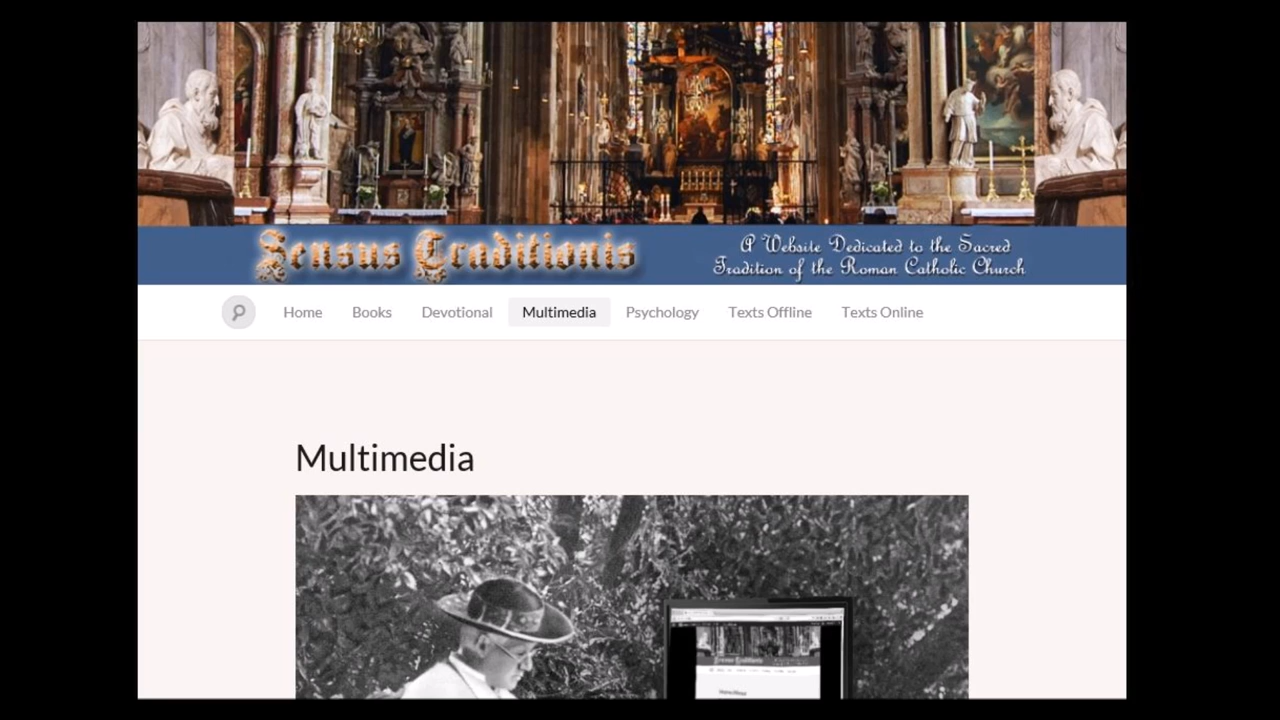 Sensus Traditionis
A Website Dedicated to the Sacred
Tradition of the Roman Catholic Church
Home Books Devotional Multimedia Psychology Texts Offline Texts Online
Multimedia